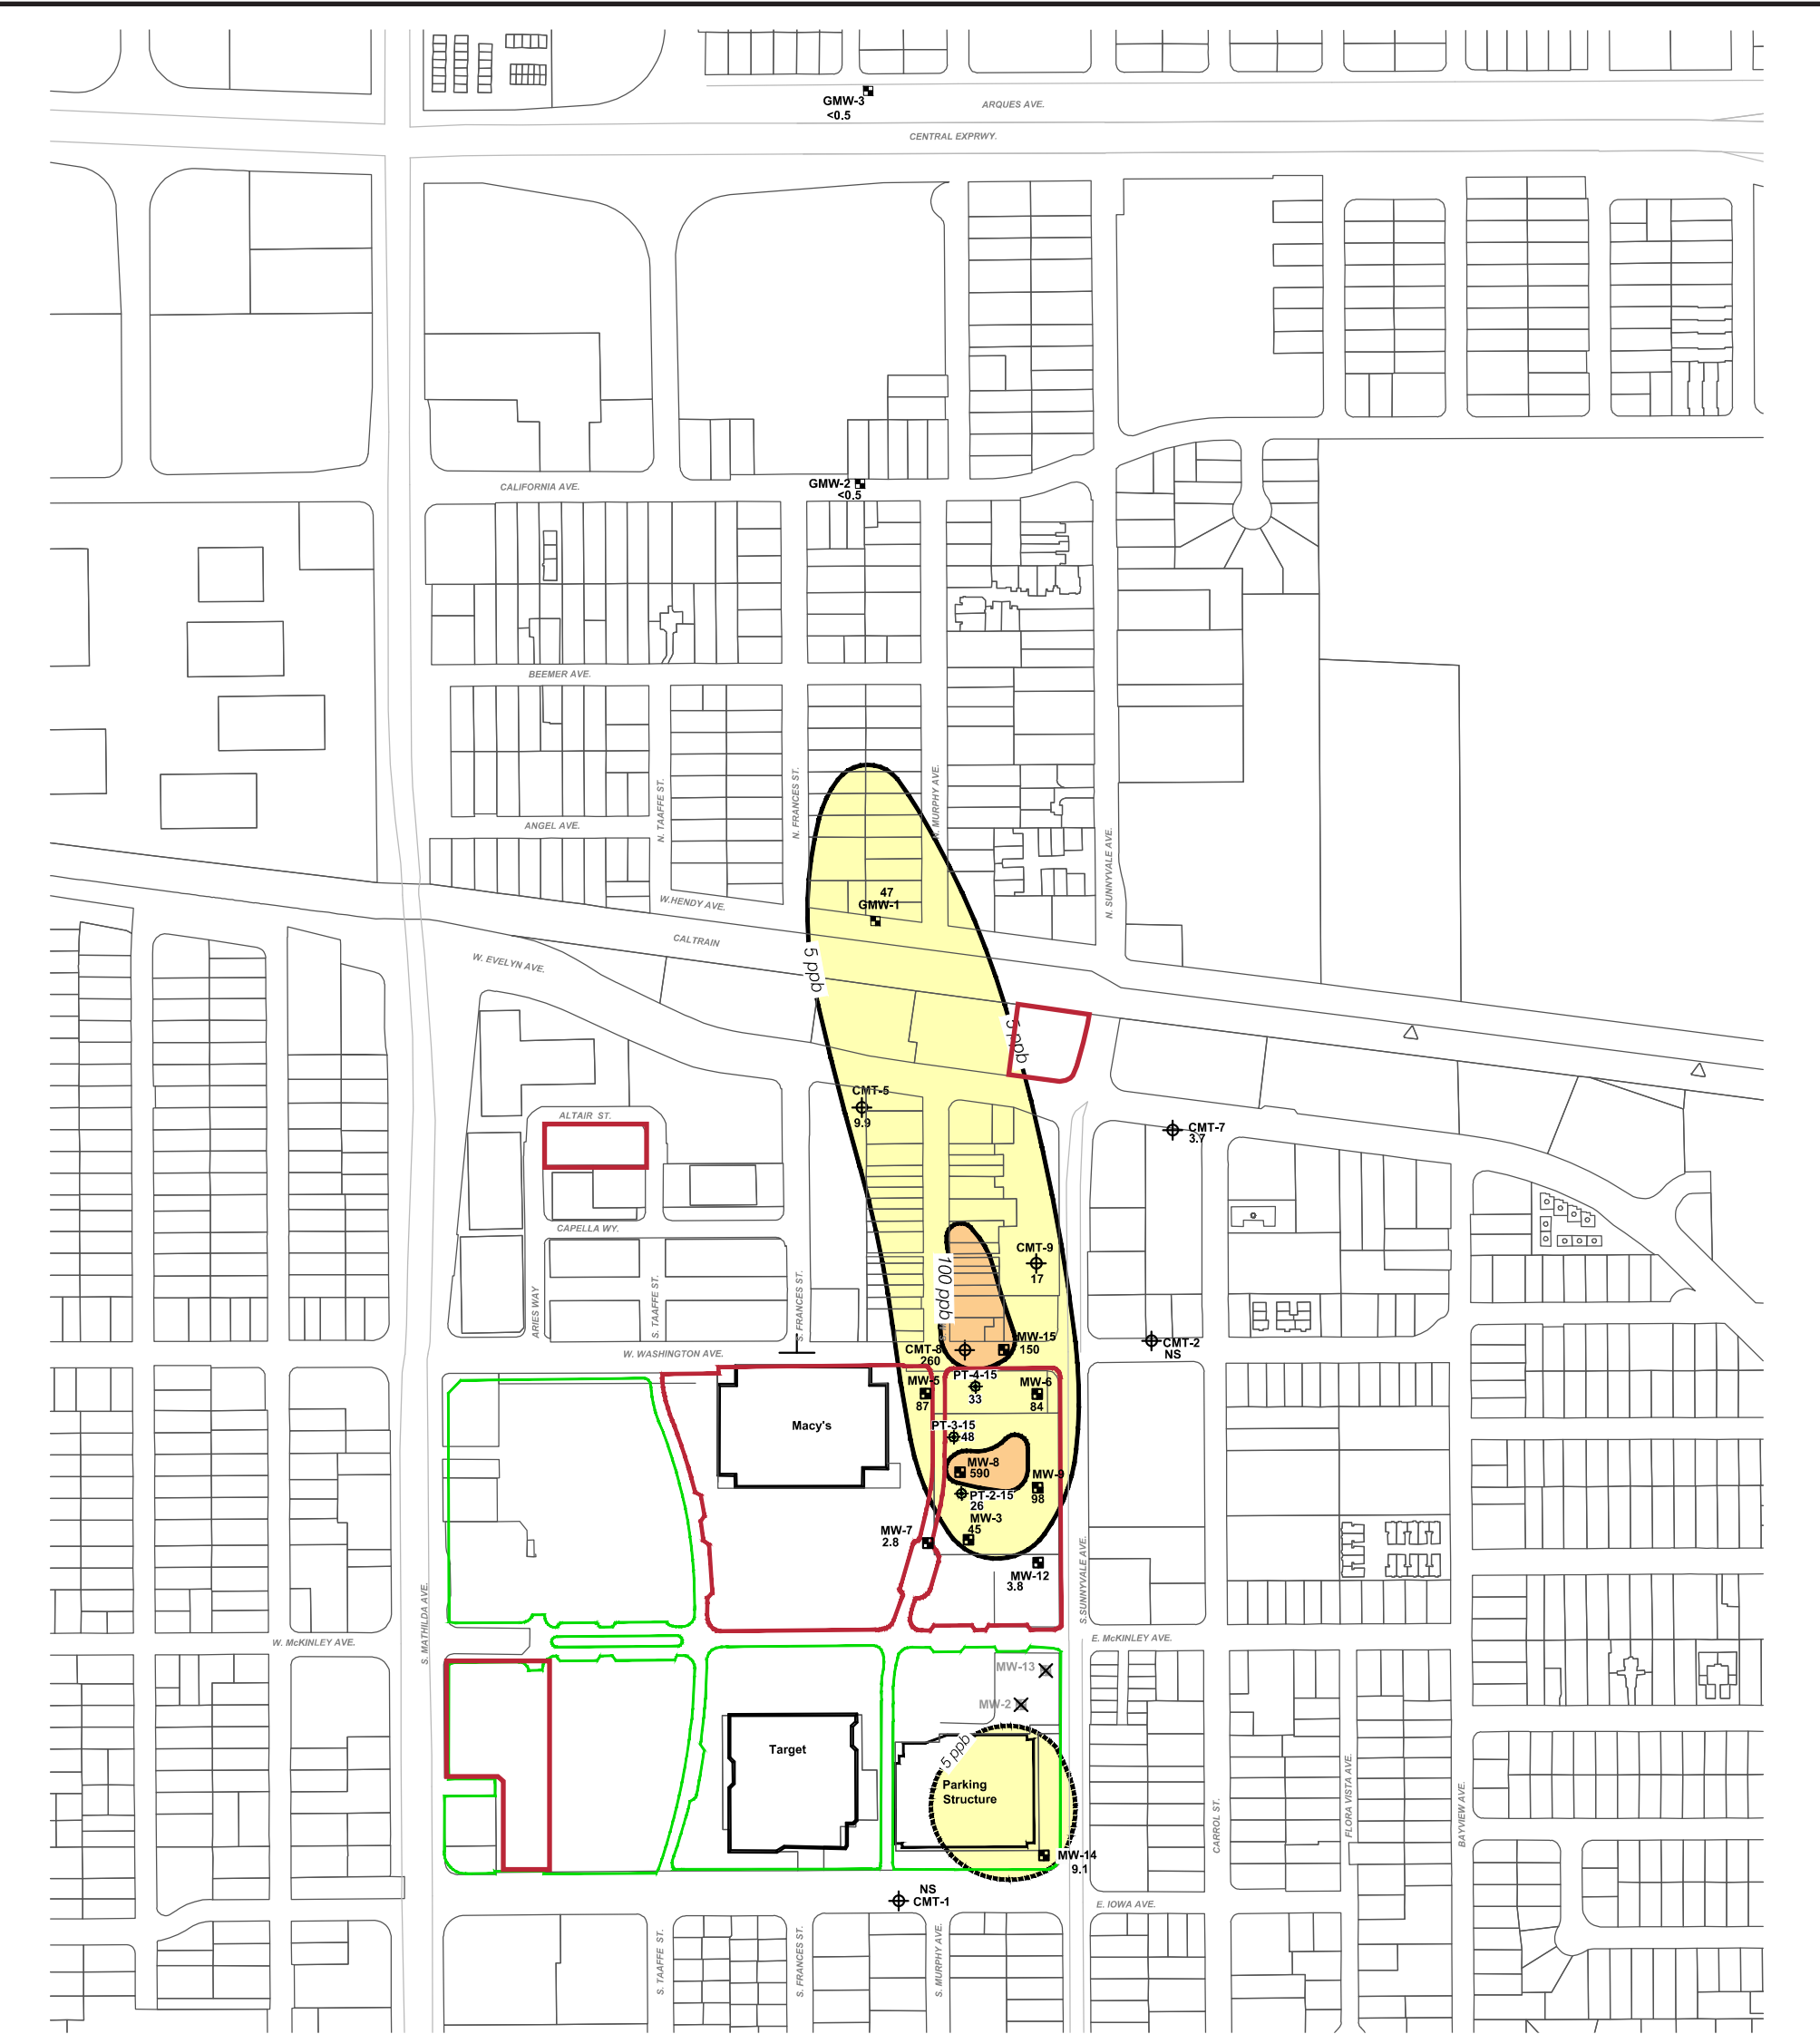 GMW-3
<0.5
ARQUES AVE.
CENTRAL EXPRWY.
CALIFORNIA AVE.
GMW-2
<0.5
BEEMER AVE.
N. TAAFFE ST.
N. FRANCES ST.
N. MURPHY AVE.
ANGEL AVE.
N. SUNNYVALE AVE.
47
GMW-1
W.HENDY AVE.
CALTRAIN
W. EVELYN AVE.
5 ppb
5 ppb
CMT-5
9.9
ALTAIR ST.
CMT-7
3.7
CAPELLA WY.
CMT-9
17
100 ppb
ARIES WAY
S. TAAFFE ST.
S. FRANCES ST.
W. WASHINGTON AVE.
CMT-8
260
MW-15
150
CMT-2
NS
PT-4-15
33
MW-5
87
MW-6
84
Macy's
PT-3-15
48
MW-8
590
MW-9
98
PT-2-15
26
MW-3
45
MW-7
2.8
MW-12
3.8
S. MATHILDA AVE.
S.SUNNYVALE AVE.
W. McKINLEY AVE.
E. McKINLEY AVE.
MW-13
MW-2
Target
5 ppb
Parking
Structure
CARROL ST.
FLORA VISTA AVE.
BAYVIEW AVE.
MW-14
9.1
NS
CMT-1
E. IOWA AVE.
S. TAAFFE ST.
S. FRANCES ST.
S. MURPHY AVE.